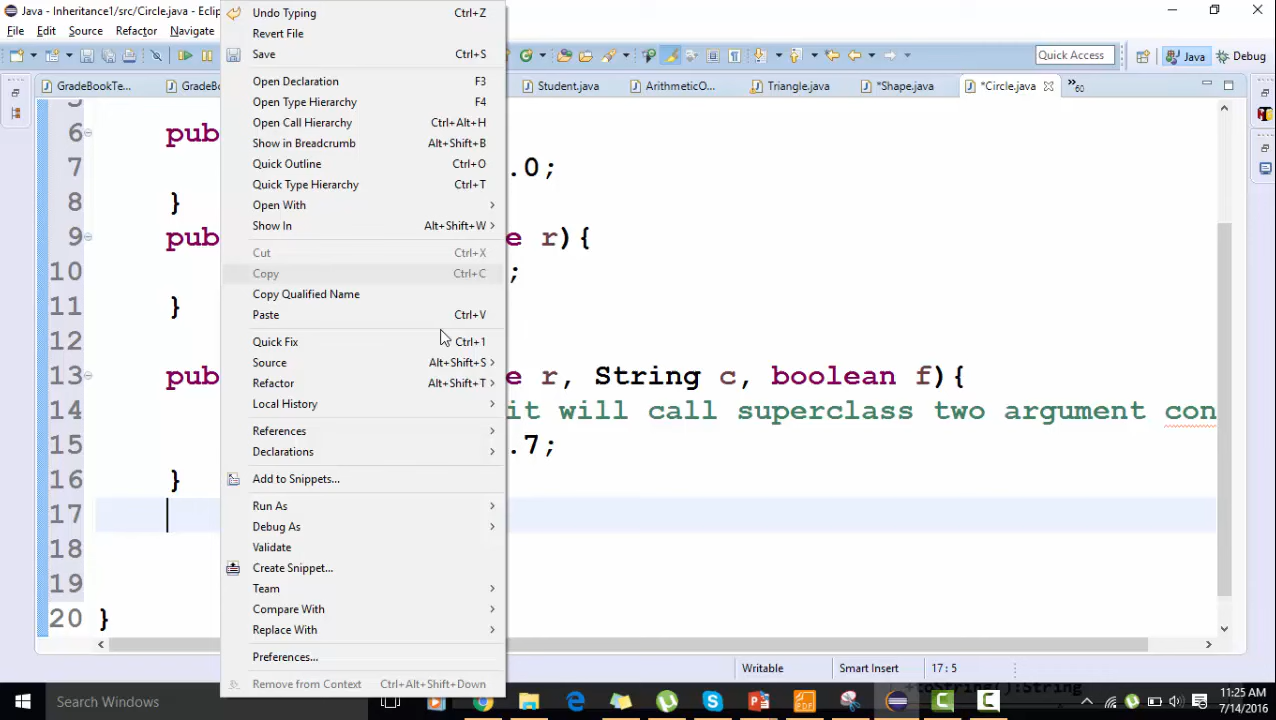 Java - Inheritance1/src/Circle.java - Eclip
File Edit Source Refactor Navigate
Quick Access Java Debug
GradeBookTe... GradeBo Student.java ArithmeticO... Triangle.java *Shape.java *Circle.java »60
Undo Typing Ctrl+Z
Revert File
Save Ctrl+S
Open Declaration F3
Open Type Hierarchy F4
Open Call Hierarchy Ctrl+Alt+H
Show in Breadcrumb Alt+Shift+B
Quick Outline Ctrl+O
Quick Type Hierarchy Ctrl+T
Open With
Show In Alt+Shift+W
Cut Ctrl+X
Copy Ctrl+C
Copy Qualified Name
Paste Ctrl+V
Quick Fix Ctrl+1
Source Alt+Shift+S
Refactor Alt+Shift+T
Local History
References
Declarations
Add to Snippets...
Run As
Debug As
Validate
Create Snippet...
Team
Compare With
Replace With
Preferences...
Remove from Context Ctrl+Alt+Shift+Down
6 pub
7 .0;
8 }
9 pub e r){
10 ;
11 }
12
13 pub e r, String c, boolean f){
14 it will call superclass two argument con
15 .7;
16 }
17
18
19
20 }
Writable Smart Insert 17 : 5
+toString():String
Search Windows
11:25 AM
7/14/2016